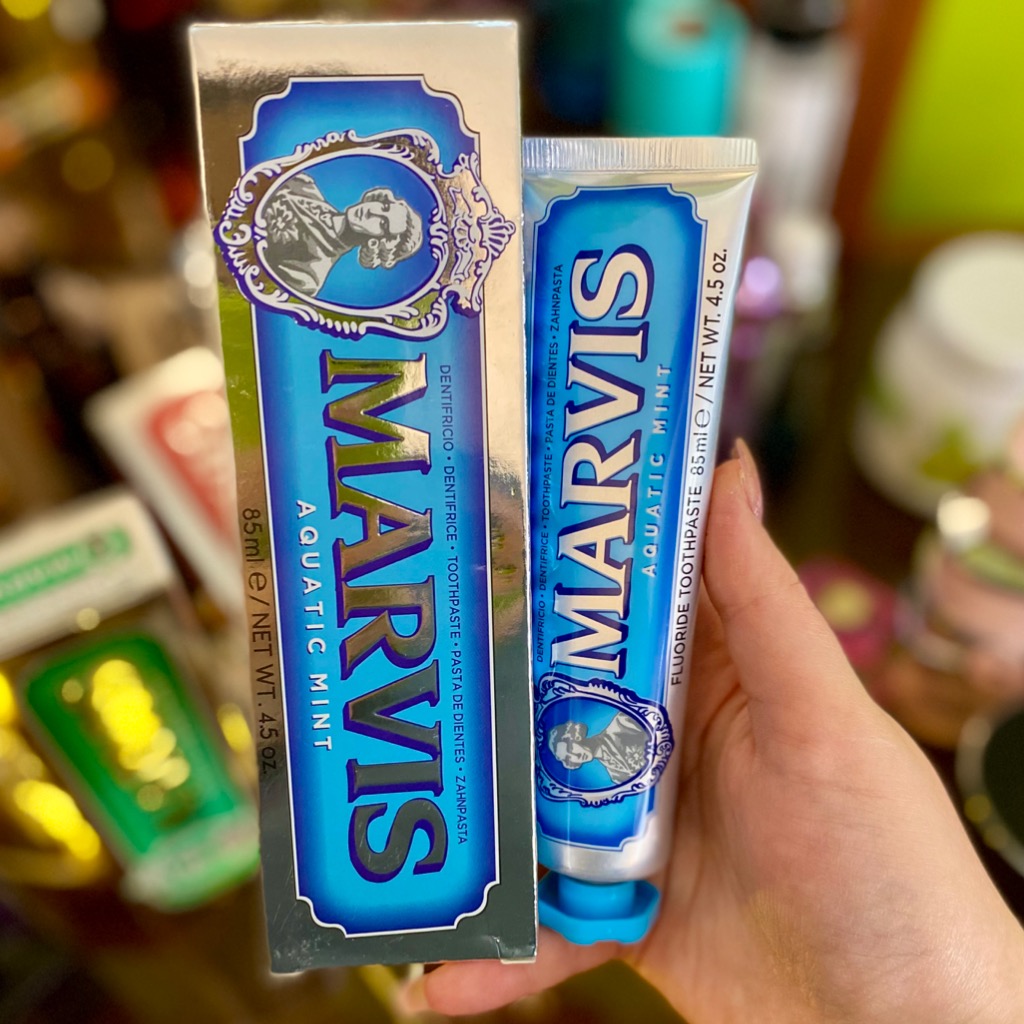 MARVIS
DENTIFRICIO • DENTIFRICE • TOOTHPASTE • PASTA DE DIENTES • ZAHNPASTA
AQUATIC MINT
85ml e / NET WT. 4.5 oz.
DENTIFRICIO • DENTIFRICE • TOOTHPASTE • PASTA DE DIENTES • ZAHNPASTA
MARVIS
AQUATIC MINT
FLUORIDE TOOTHPASTE 85ml e / NET WT. 4.5 oz.